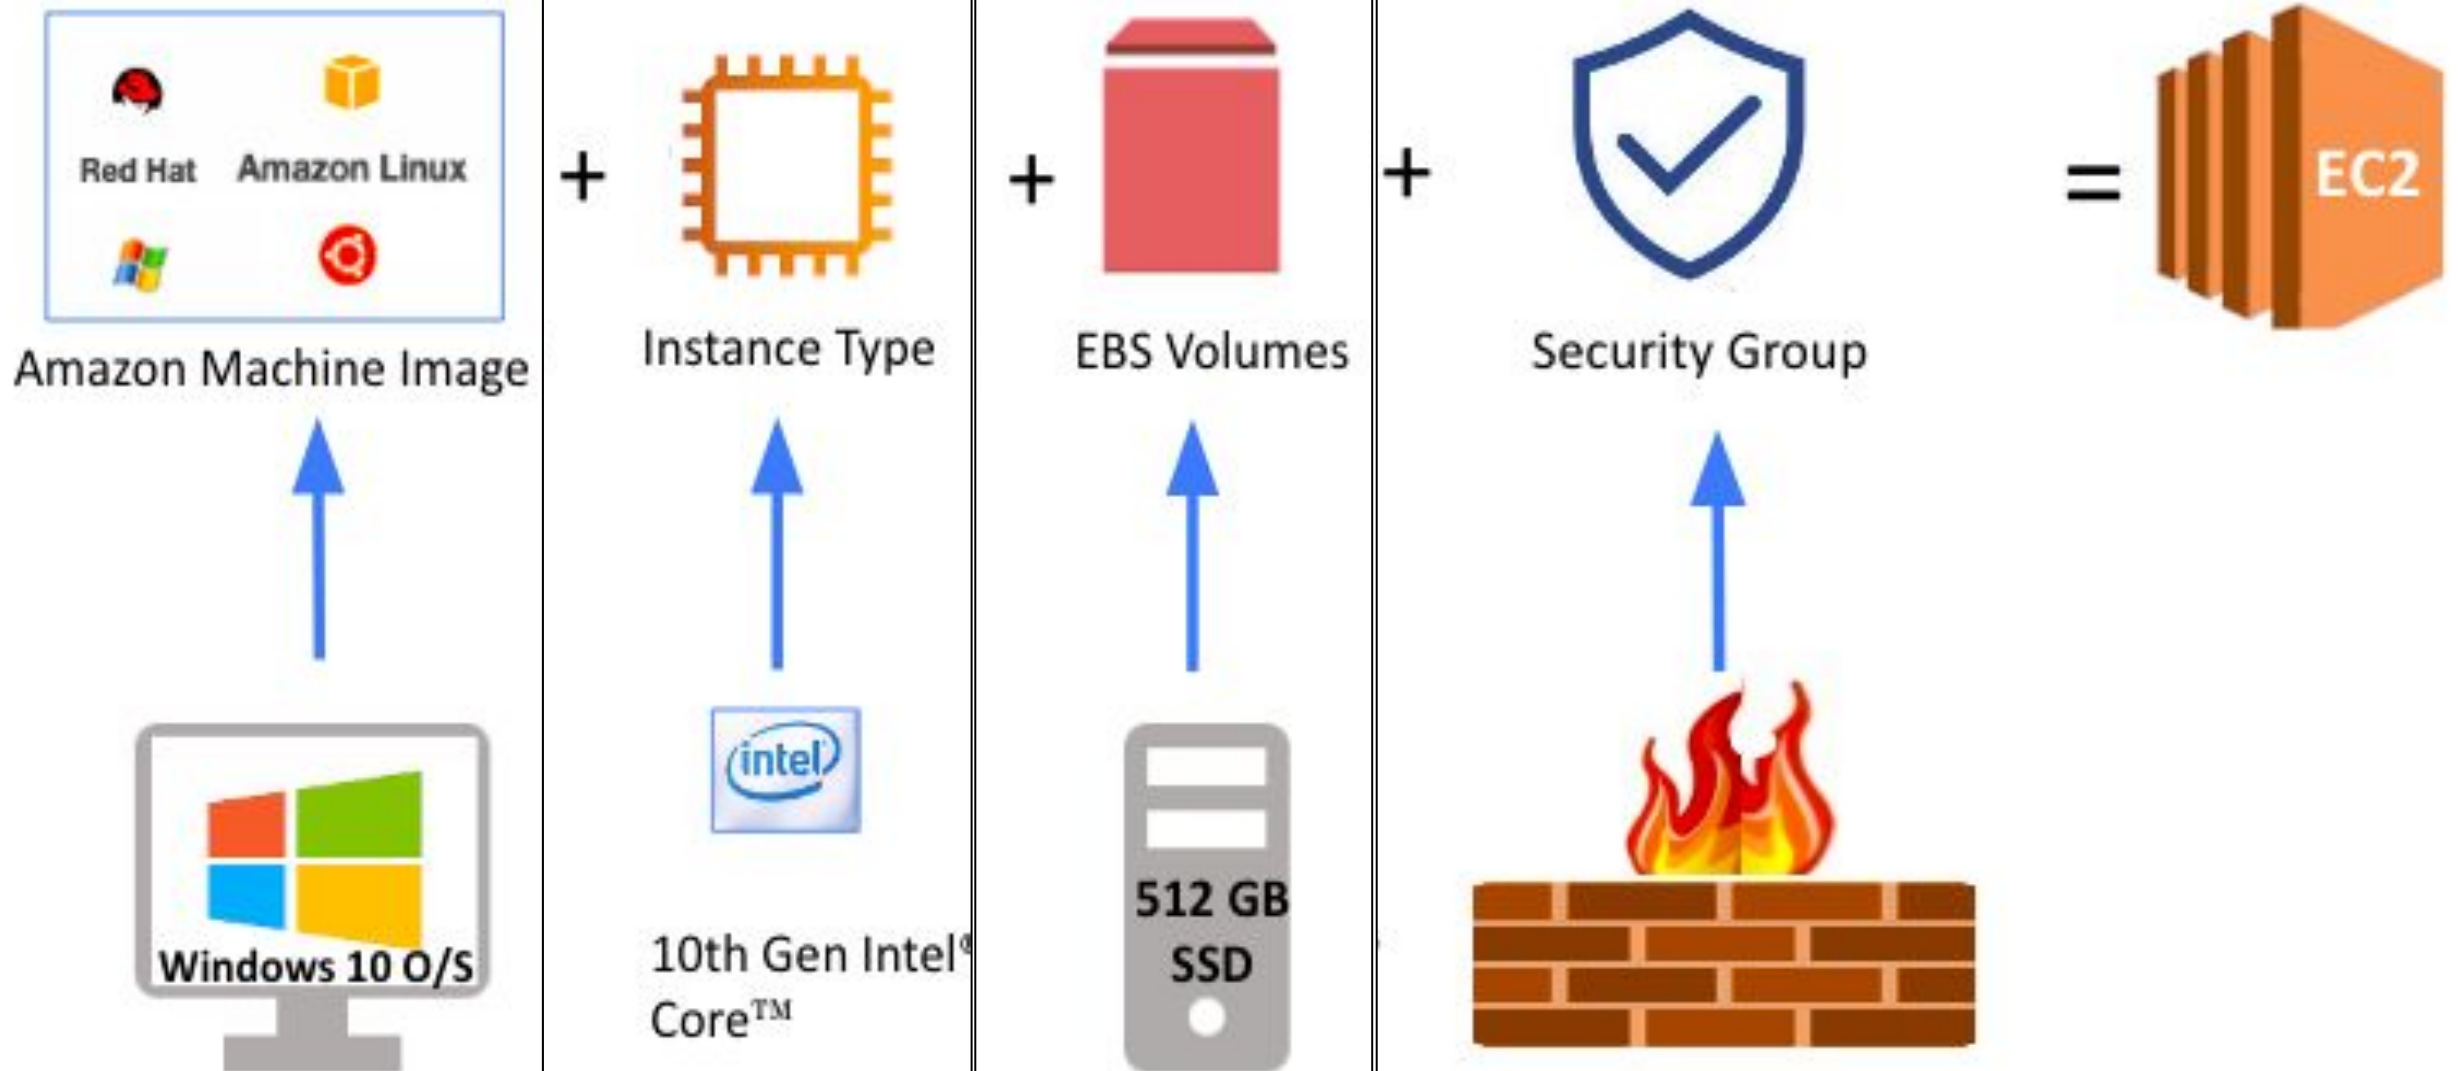 Red Hat
Amazon Linux
Amazon Machine Image
+
Instance Type
+
EBS Volumes
+
Security Group
=
EC2
Windows 10 O/S
intel
10th Gen Intel®
Core™
512 GB
SSD